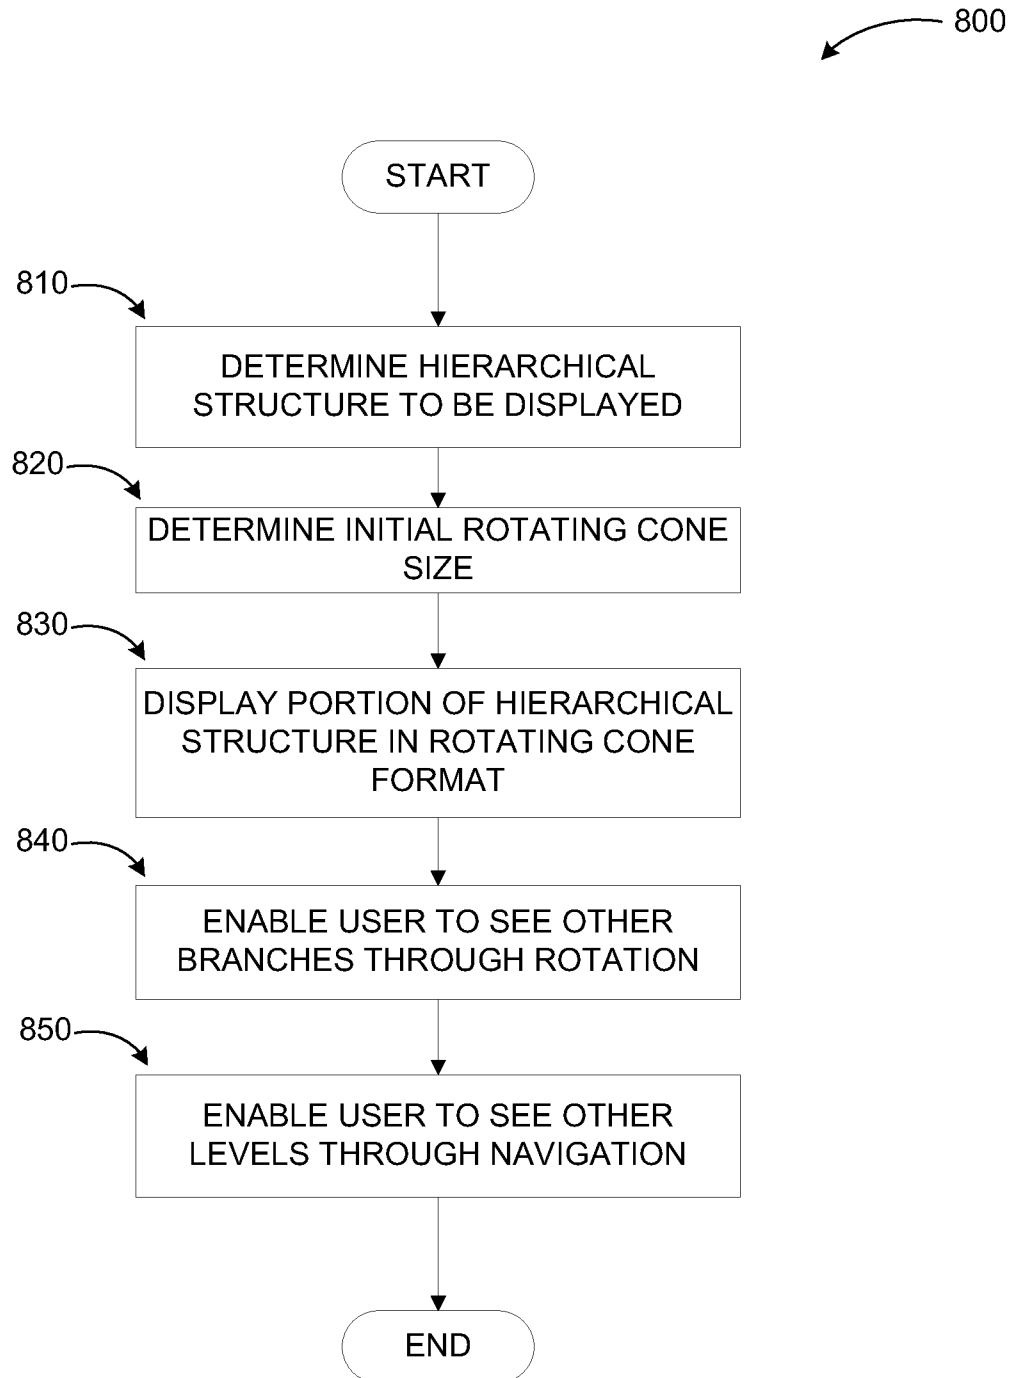 800
START
810
DETERMINE HIERARCHICAL
STRUCTURE TO BE DISPLAYED
820
DETERMINE INITIAL ROTATING CONE
SIZE
830
DISPLAY PORTION OF HIERARCHICAL
STRUCTURE IN ROTATING CONE
FORMAT
840
ENABLE USER TO SEE OTHER
BRANCHES THROUGH ROTATION
850
ENABLE USER TO SEE OTHER
LEVELS THROUGH NAVIGATION
END